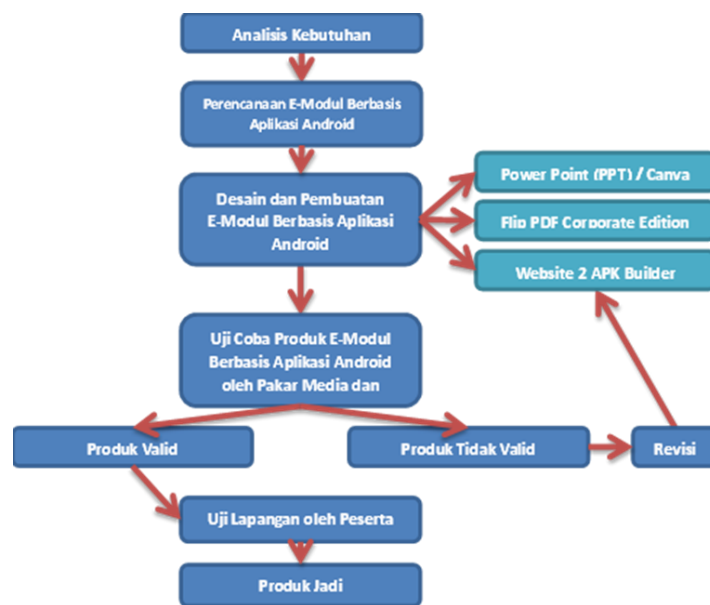 Analisis Kebutuhan
Perencanaan E-Modul Berbasis
Aplikasi Android
Desain dan Pembuatan
E-Modul Berbasis Aplikasi
Android
Power Point (PPT) / Canva
Flip PDF Corporate Edition
Website 2 APK Builder
Uji Coba Produk E-Modul
Berbasis Aplikasi Android
oleh Pakar Media dan
Produk Valid
Produk Tidak Valid
Revisi
Uji Lapangan oleh Peserta
Produk Jadi